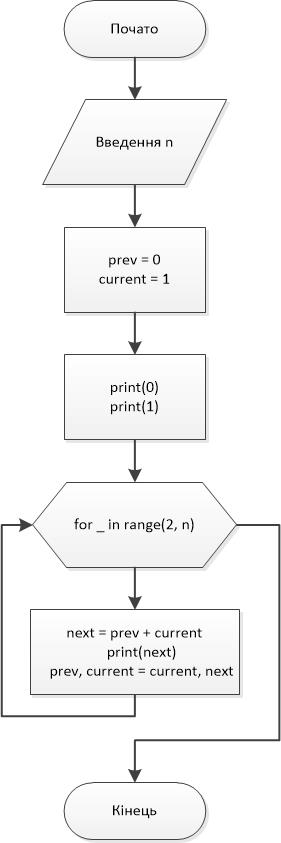 Почато
Введення n
prev = 0
current = 1
print(0)
print(1)
for _ in range(2, n)
next = prev + current
print(next)
prev, current = current, next
Кінець